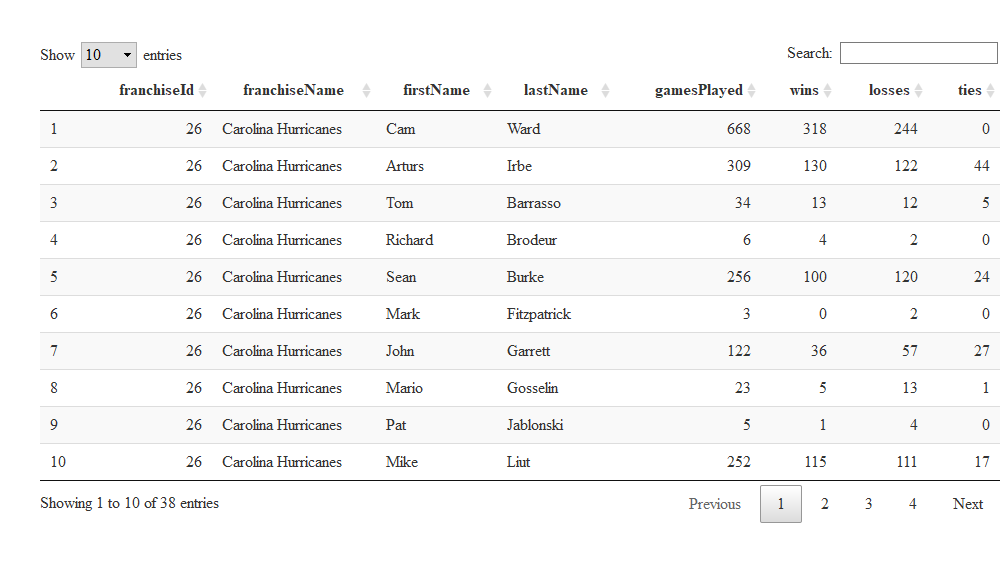 Show 10 entries Search:
franchiseId franchiseName firstName lastName gamesPlayed wins losses ties
1 26 Carolina Hurricanes Cam Ward 668 318 244 0
2 26 Carolina Hurricanes Arturs Irbe 309 130 122 44
3 26 Carolina Hurricanes Tom Barrasso 34 13 12 5
4 26 Carolina Hurricanes Richard Brodeur 6 4 2 0
5 26 Carolina Hurricanes Sean Burke 256 100 120 24
6 26 Carolina Hurricanes Mark Fitzpatrick 3 0 2 0
7 26 Carolina Hurricanes John Garrett 122 36 57 27
8 26 Carolina Hurricanes Mario Gosselin 23 5 13 1
9 26 Carolina Hurricanes Pat Jablonski 5 1 4 0
10 26 Carolina Hurricanes Mike Liut 252 115 111 17
Showing 1 to 10 of 38 entries Previous 1 2 3 4 Next